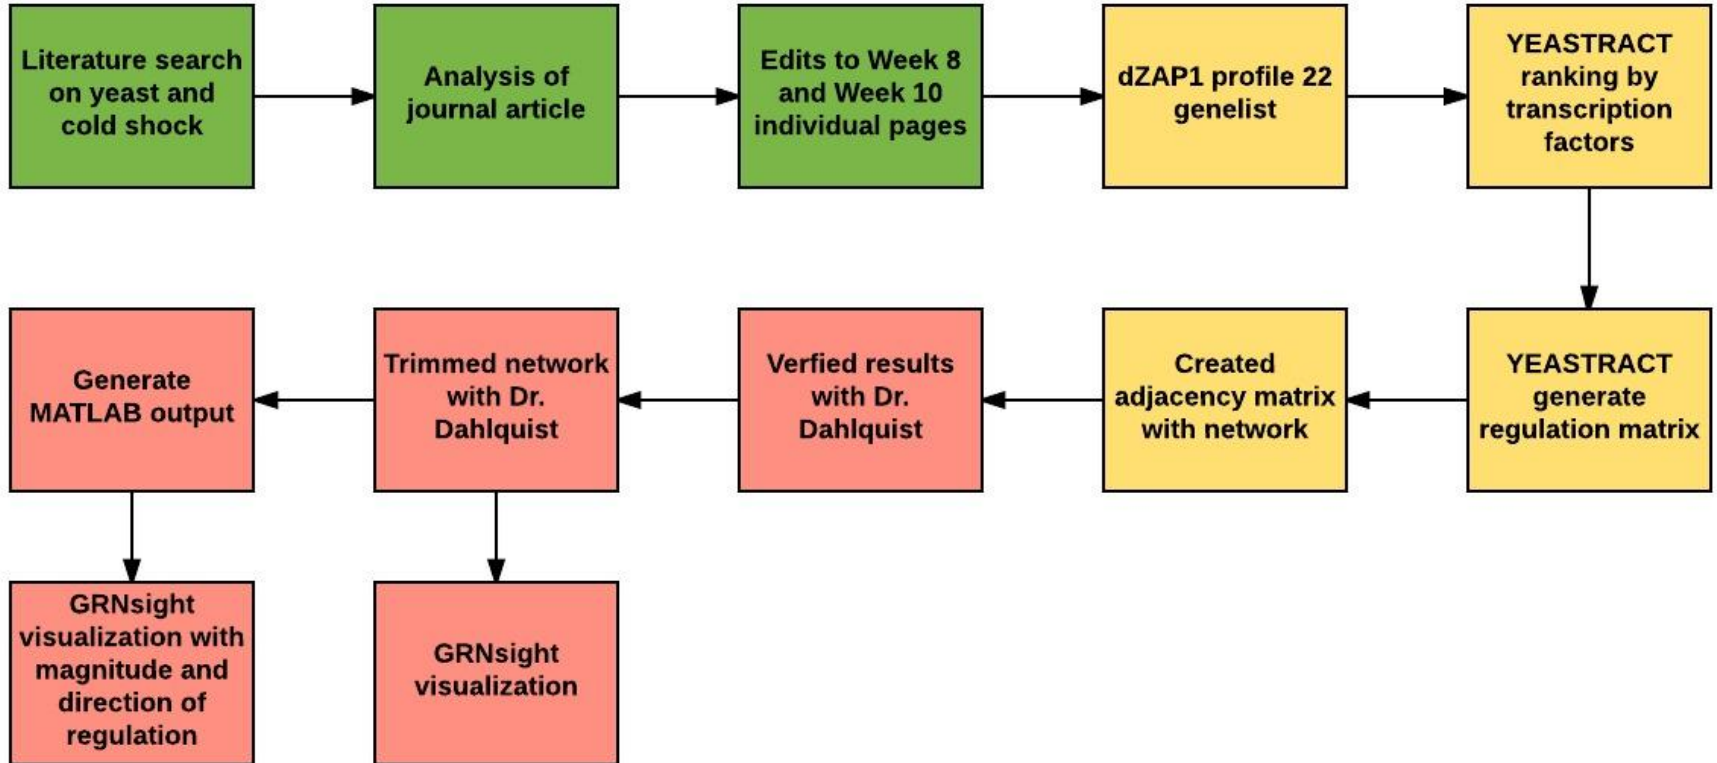 Literature search
on yeast and
cold shock
Analysis of
journal article
Edits to Week 8
and Week 10
individual pages
dZAP1 profile 22
genelist
YEASTRACT
ranking by
transcription
factors
YEASTRACT
generate
regulation matrix
Created
adjacency matrix
with network
Verfied results
with Dr.
Dahlquist
Trimmed network
with Dr.
Dahlquist
Generate
MATLAB output
GRNsight
visualization with
magnitude and
direction of
regulation
GRNsight
visualization